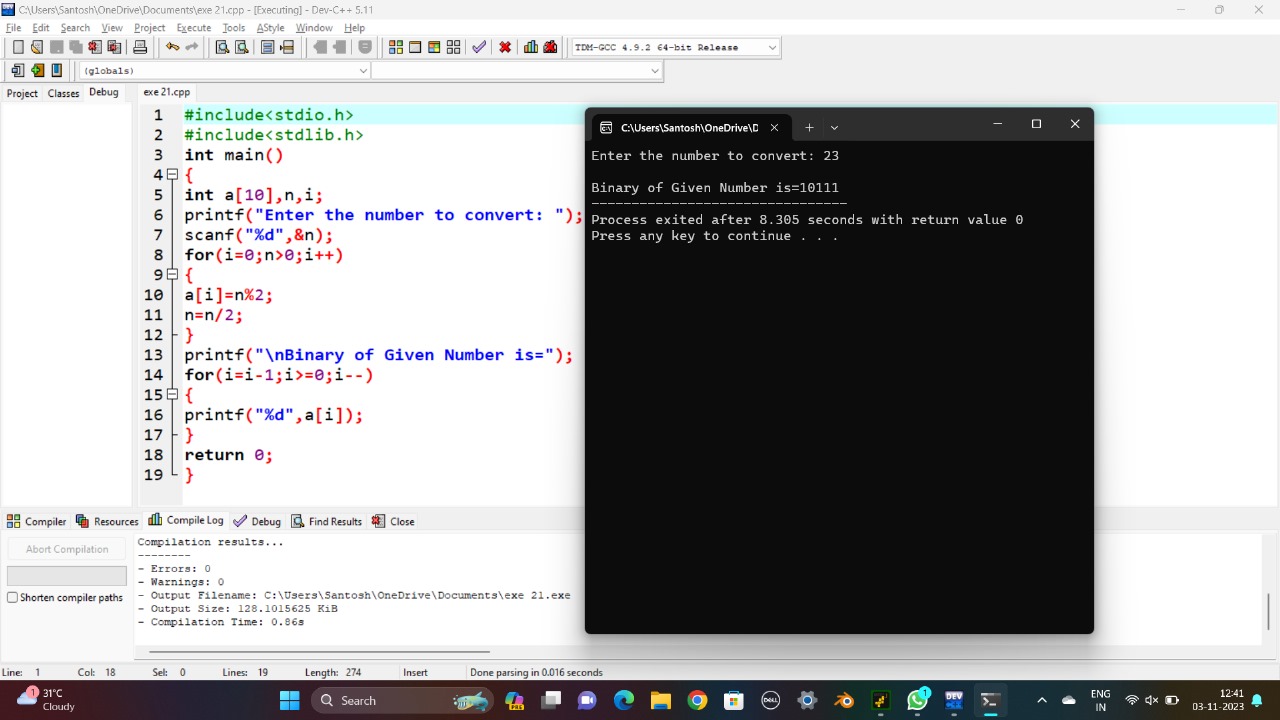 C:\Users\Santosh\OneDrive\Documents\exe 21.cpp - [Executing] - Dev-C++ 5.11
File Edit Search View Project Execute Tools AStyle Window Help
TDM-GCC 4.9.2 64-bit Release
(globals)
Project Classes Debug
exe 21.cpp
1 #include<stdio.h>
2 #include<stdlib.h>
3 int main()
4 {
5 int a[10],n,i;
6 printf("Enter the number to convert: ");
7 scanf("%d",&n);
8 for(i=0;n>0;i++)
9 {
10 a[i]=n%2;
11 n=n/2;
12 }
13 printf("\nBinary of Given Number is=");
14 for(i=i-1;i>=0;i--)
15 {
16 printf("%d",a[i]);
17 }
18 return 0;
19 }
C:\Users\Santosh\OneDrive\D
Enter the number to convert: 23
Binary of Given Number is=10111
--------------------------------
Process exited after 8.305 seconds with return value 0
Press any key to continue . . .
Compiler Resources Compile Log Debug Find Results Close
Abort Compilation
Shorten compiler paths
Compilation results...
--------
- Errors: 0
- Warnings: 0
- Output Filename: C:\Users\Santosh\OneDrive\Documents\exe 21.exe
- Output Size: 128.1015625 KiB
- Compilation Time: 0.86s
Line: 1 Col: 18 Sel: 0 Lines: 19 Length: 274 Insert Done parsing in 0.016 seconds
1
31°C
Cloudy
Search
PRE
DELL
1
DEV
ENG
IN
12:41
03-11-2023